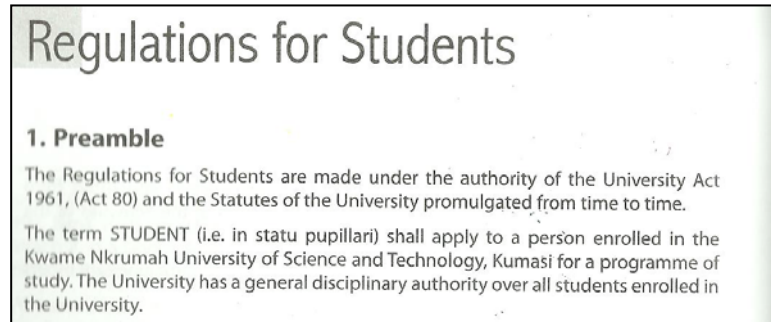 Regulations for Students
1. Preamble
The Regulations for Students are made under the authority of the University Act
1961, (Act 80) and the Statutes of the University promulgated from time to time.
The term STUDENT (i.e. in statu pupillari) shall apply to a person enrolled in the
Kwame Nkrumah University of Science and Technology, Kumasi for a programme of
study. The University has a general disciplinary authority over all students enrolled in
the University.